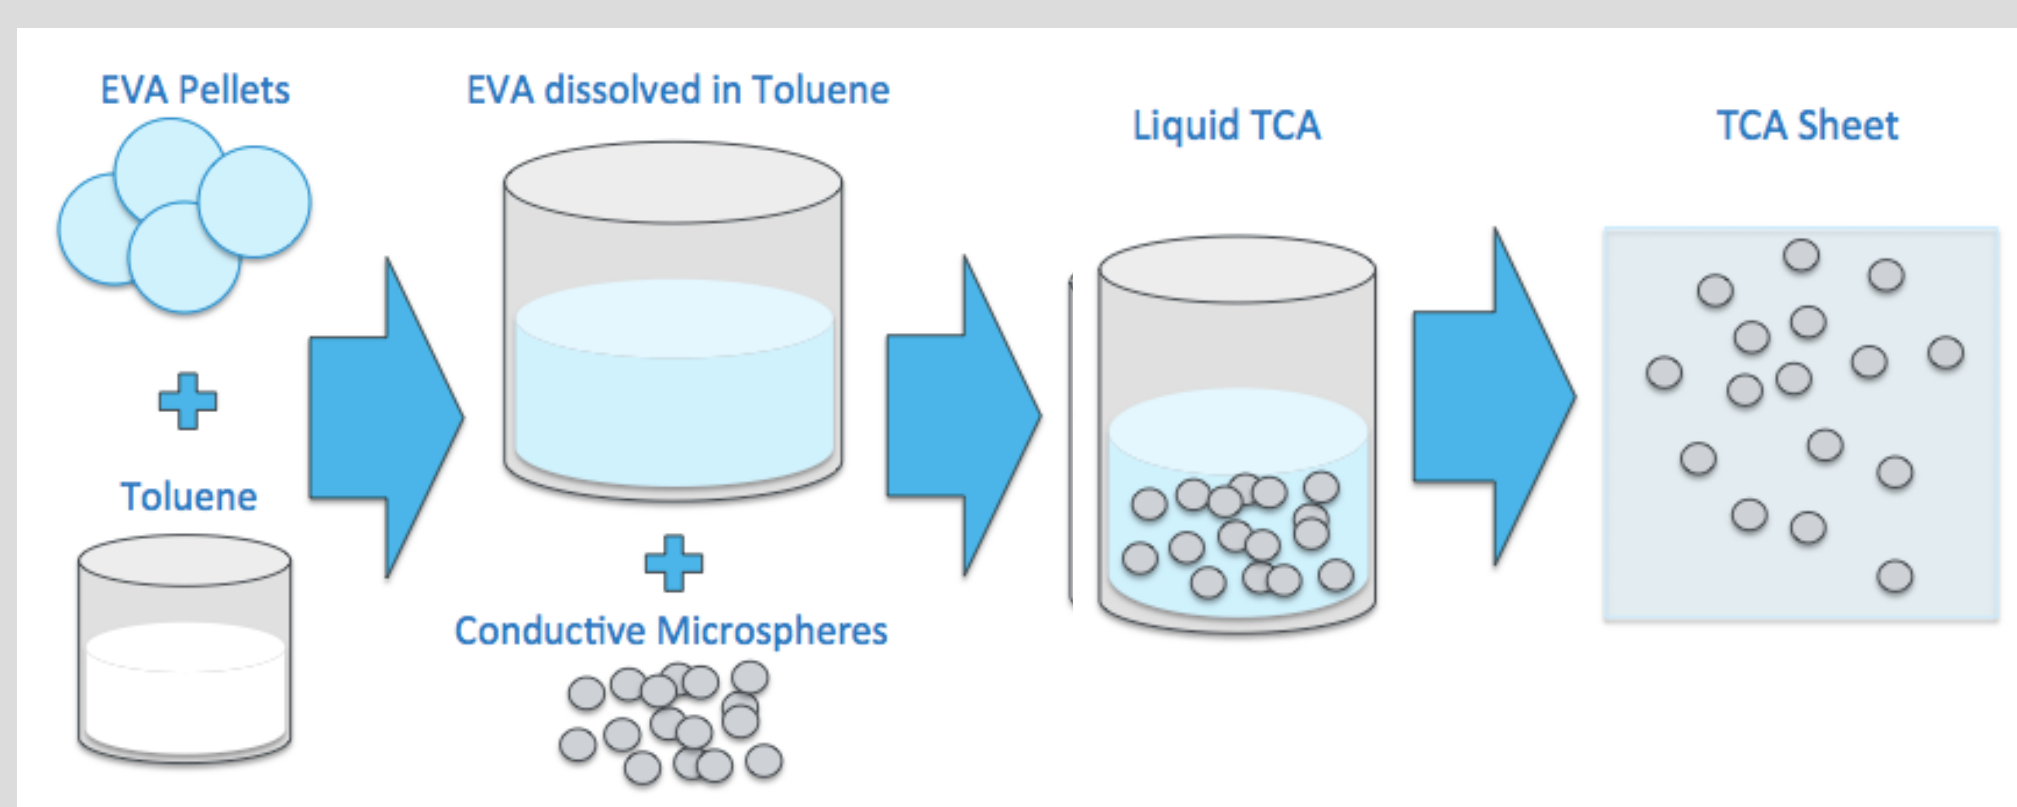 EVA Pellets
Toluene
EVA dissolved in Toluene
Conductive Microspheres
Liquid TCA
TCA Sheet